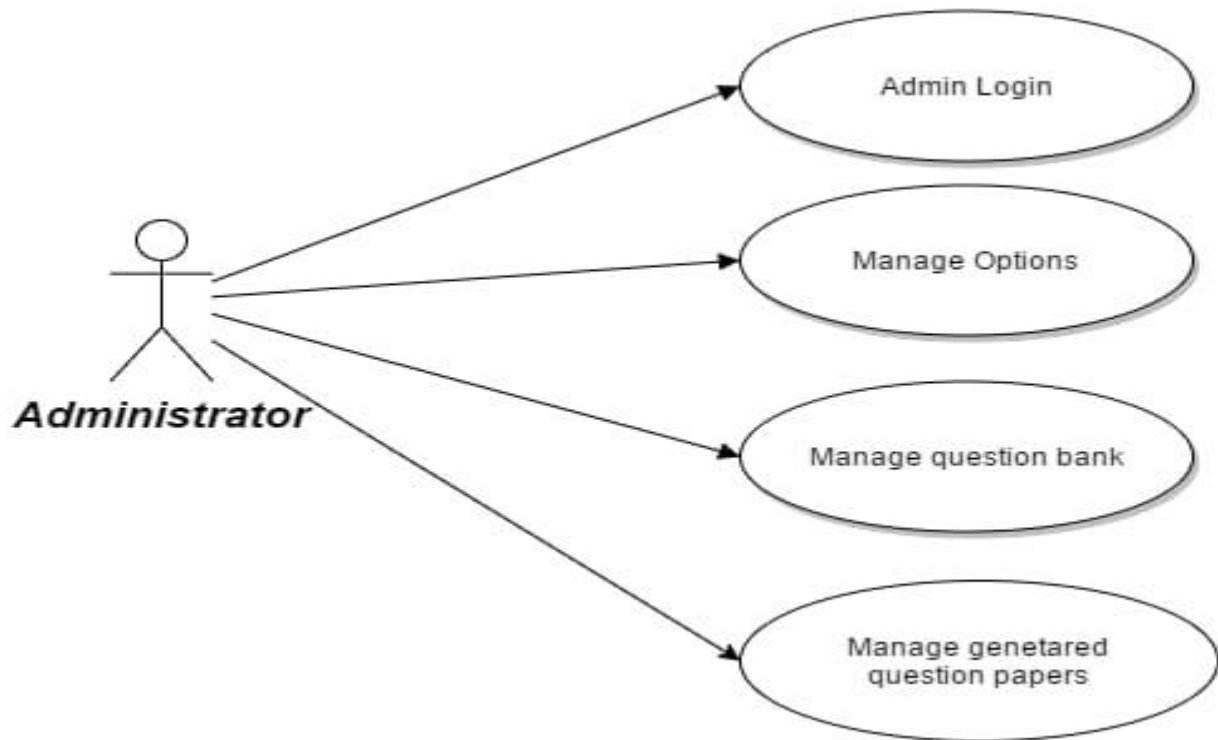 Admin Login
Manage Options
Administrator
Manage question bank
Manage genetared
question papers